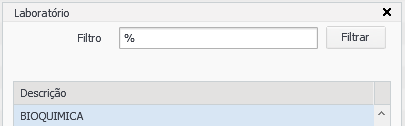 Laboratório
Filtro % Filtrar
Descrição
BIOQUIMICA